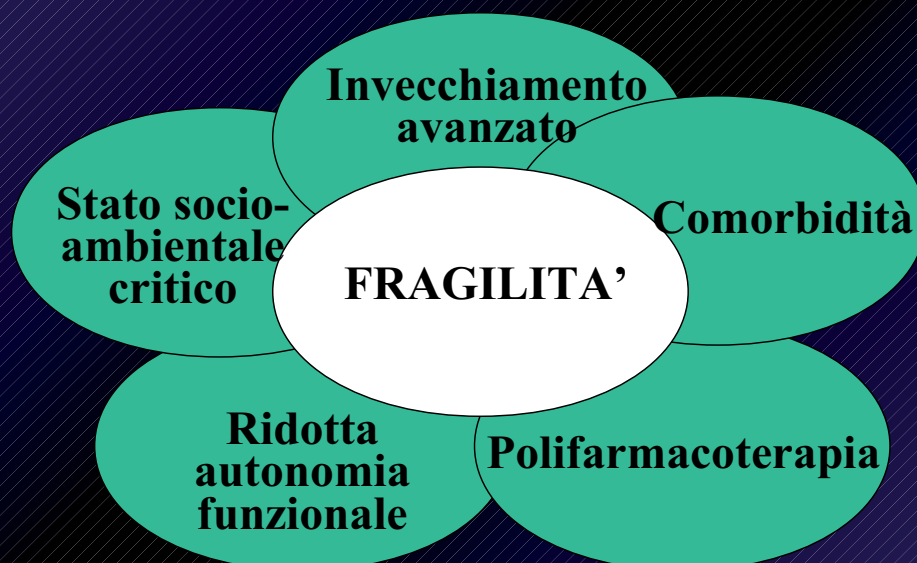 Invecchiamento
avanzato
Stato socio-
ambientale
critico
Comorbidità
FRAGILITA’
Ridotta
autonomia
funzionale
Polifarmacoterapia